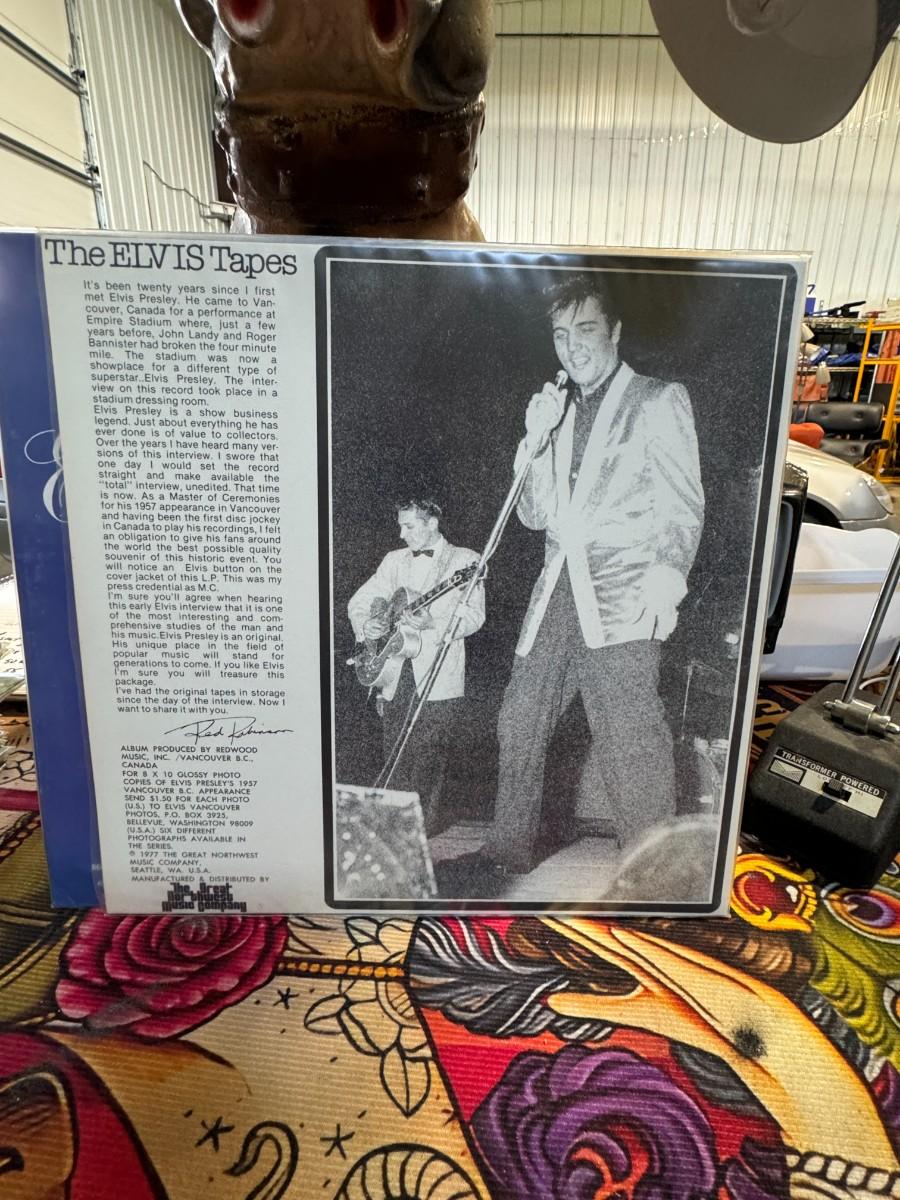 The ELVIS Tapes
It's been twenty years since I first
met Elvis Presley. He came to Van-
couver, Canada for a performance at
Empire Stadium where, just a few
years before, John Landy and Roger
Bannister had broken the four minute
mile. The stadium was now a
showplace for a different type of
superstar..Elvis Presley. The inter-
view on this record took place in a
stadium dressing room.
Elvis Presley is a show business
legend. Just about everything he has
ever done is of value to collectors.
Over the years I have heard many ver-
sions of this interview. I swore that
one day I would set the record
straight and make available the
"total" interview, unedited. That time
is now. As a Master of Ceremonies
for his 1957 appearance in Vancouver
and having been the first disc jockey
in Canada to play his recordings, I felt
an obligation to give his fans around
the world the best possible quality
souvenir of this historic event. You
will notice an Elvis button on the
cover jacket of this L.P. This was my
press credential as M.C.
I'm sure you'll agree when hearing
this early Elvis interview that it is one
of the most interesting and com-
prehensive studies of the man and
his music.Elvis Presley is an original.
His unique place in the field of
popular music will stand for
generations to come. If you like Elvis
I'm sure you will treasure this
package.
I've had the original tapes in storage
since the day of the interview. Now I
want to share it with you.
Red Robinson
ALBUM PRODUCED BY REDWOOD
MUSIC, INC. /VANCOUVER B.C.,
CANADA
FOR 8 X 10 GLOSSY PHOTO
COPIES OF ELVIS PRESLEY'S 1957
VANCOUVER B.C. APPEARANCE
SEND $1.50 FOR EACH PHOTO
(U.S.) TO ELVIS VANCOUVER
PHOTOS, P.O. BOX 3925,
BELLEVUE, WASHINGTON 98009
(U.S.A.) SIX DIFFERENT
PHOTOGRAPHS AVAILABLE IN
THE SERIES.
© 1977 THE GREAT NORTHWEST
MUSIC COMPANY,
SEATTLE, WA. U.S.A.
MANUFACTURED & DISTRIBUTED BY
The Great
Northwest
Music Company
7
TRANSFORMER POWERED